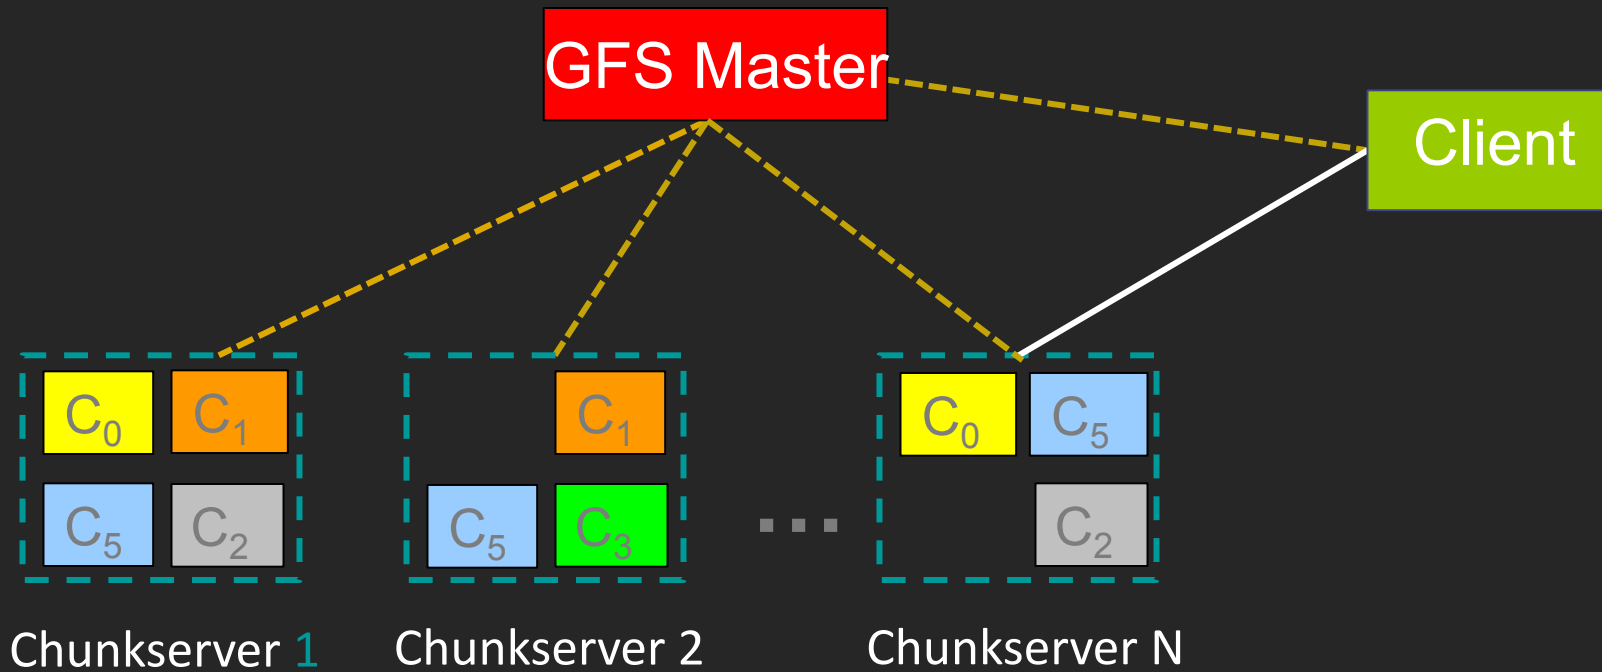 GFS Master
Client
C0 C1
C5 C2
C1
C5 C3
...
C0 C5
C2
Chunkserver 1
Chunkserver 2
Chunkserver N